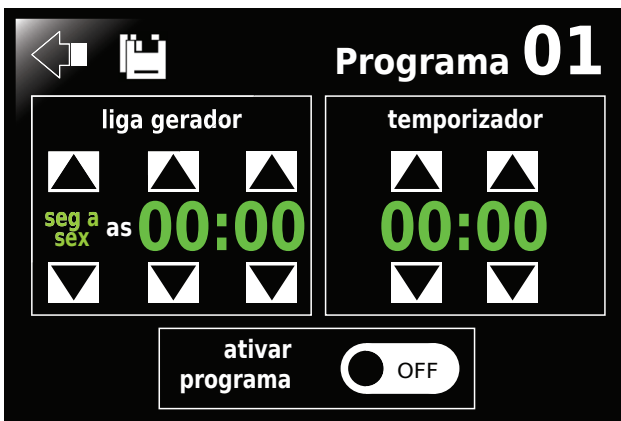 Programa 01
liga gerador
seg a
sex
as 00:00
temporizador
00:00
ativar
programa
OFF